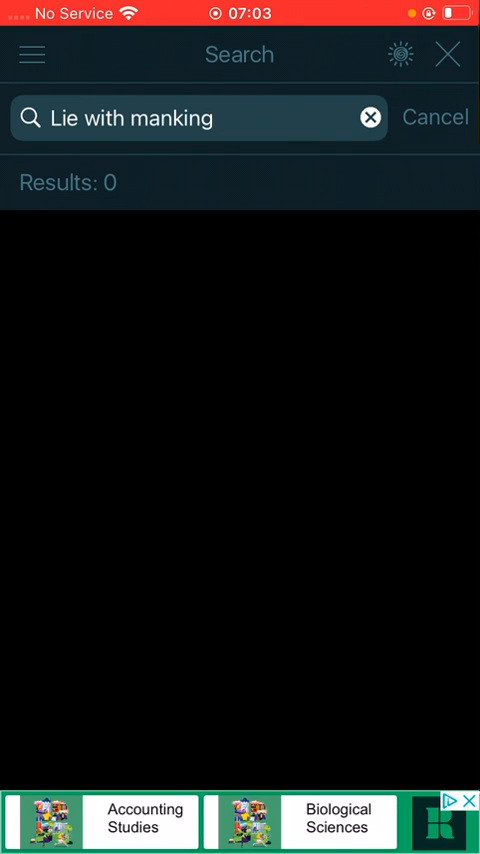 No Service 07:03
Search
Lie with manking
Cancel
Results: 0
Accounting
Studies
Biological
Sciences
R